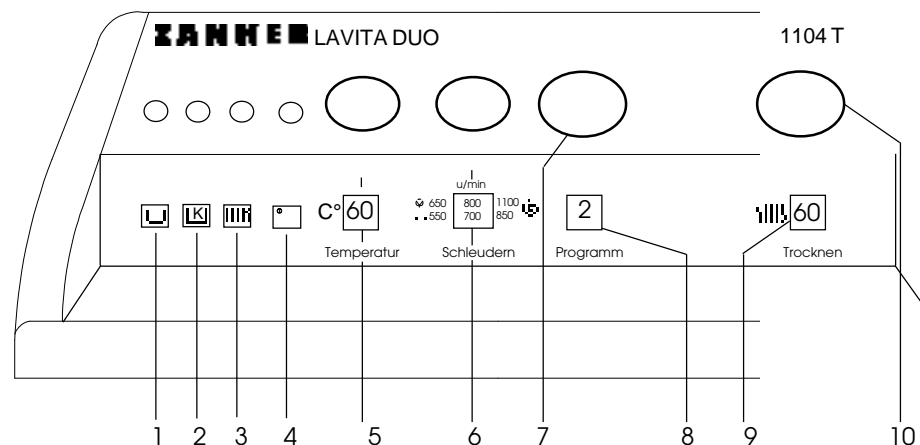 ZANKER LAVITA DUO 1104 T
u/min
K C° 60 650 800 1100 2 60
550 700 850
Temperatur Schleudern Programm Trocknen
1 2 3 4 5 6 7 8 9 10